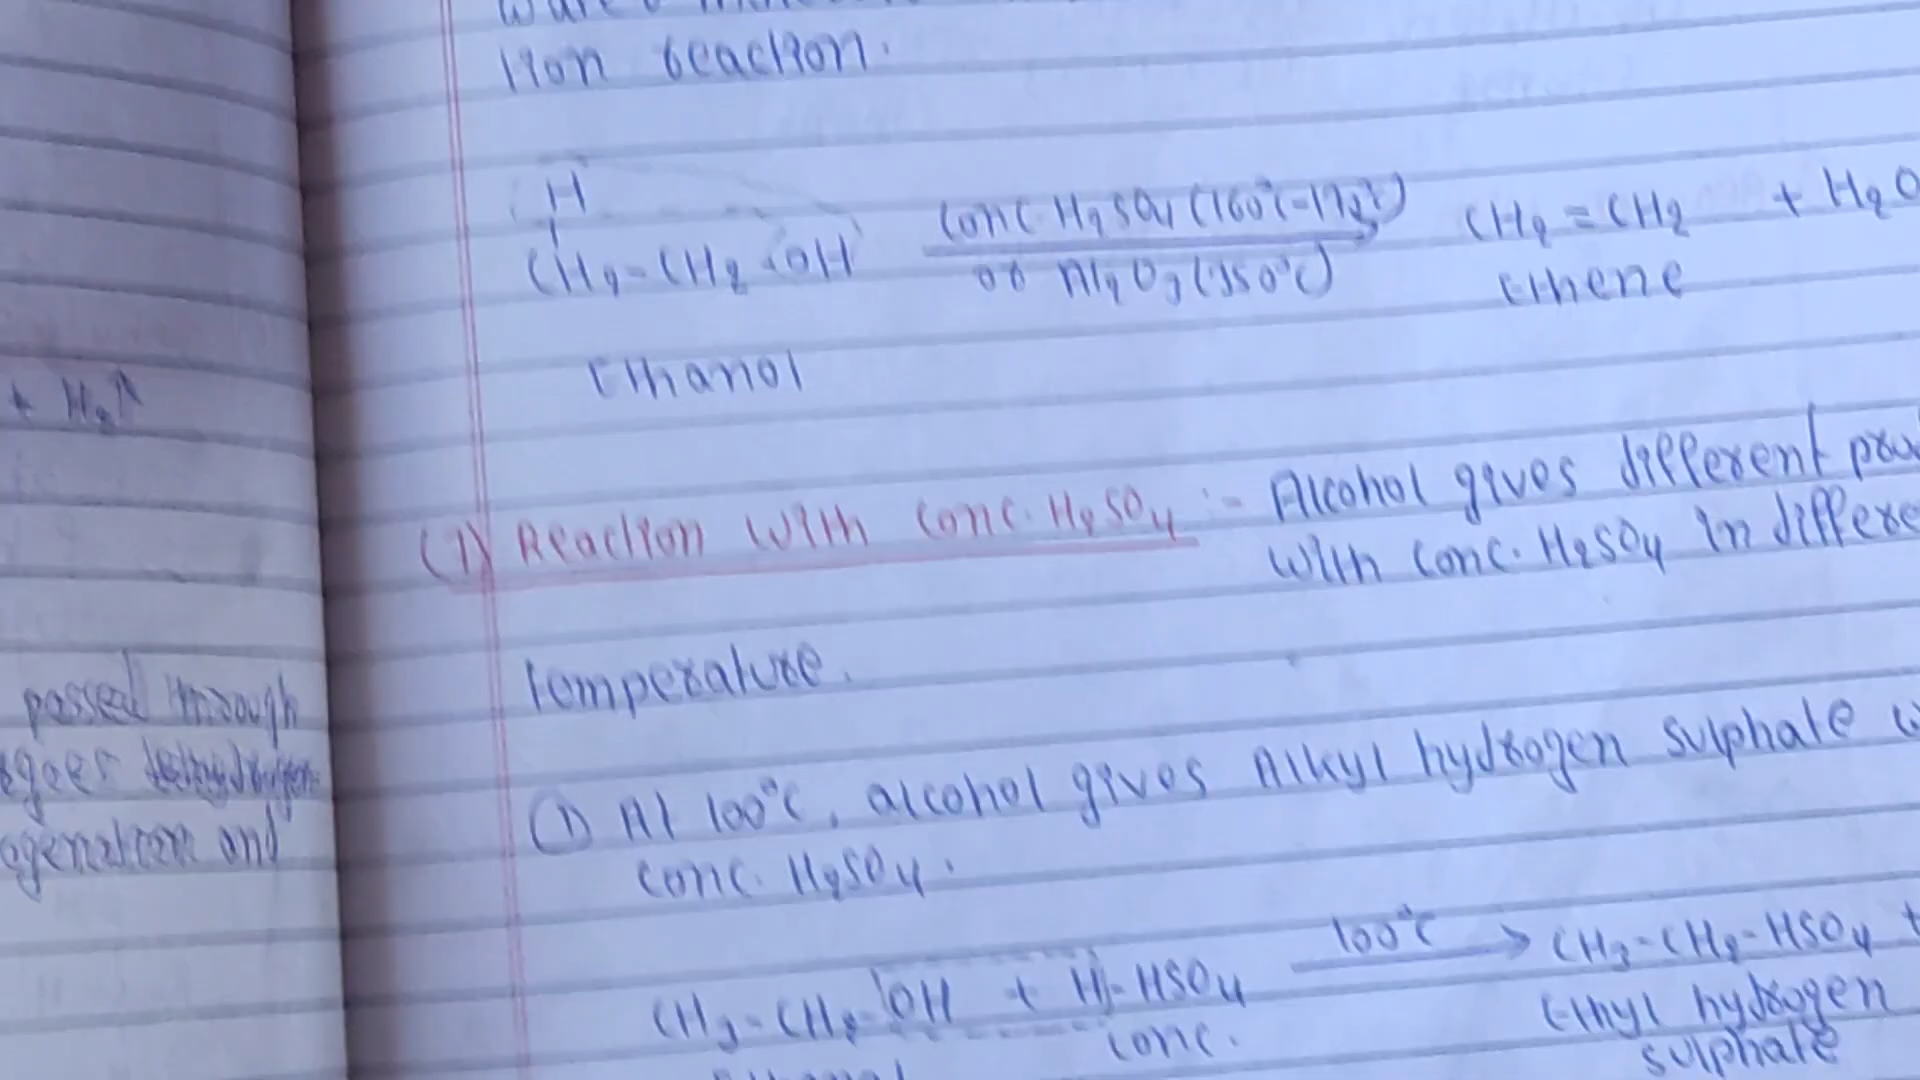 + H₂↑
passed through
and
tion reaction.
H
|
CH₂-CH₂-OH conc. H₂SO₄ (160°C-170°C) CH₂=CH₂ + H₂O
or Al₂O₃ (350°C) Ethene
Ethanol
(7) Reaction with conc. H₂SO₄ :- Alcohol gives different
with conc. H₂SO₄ in
temperature.
① At 100°C, alcohol gives Alkyl hydrogen sulphate
conc. H₂SO₄.
CH₃-CH₂-OH + H-HSO₄ 100°C → CH₃-CH₂-HSO₄ +
conc. Ethyl hydrogen
sulphate